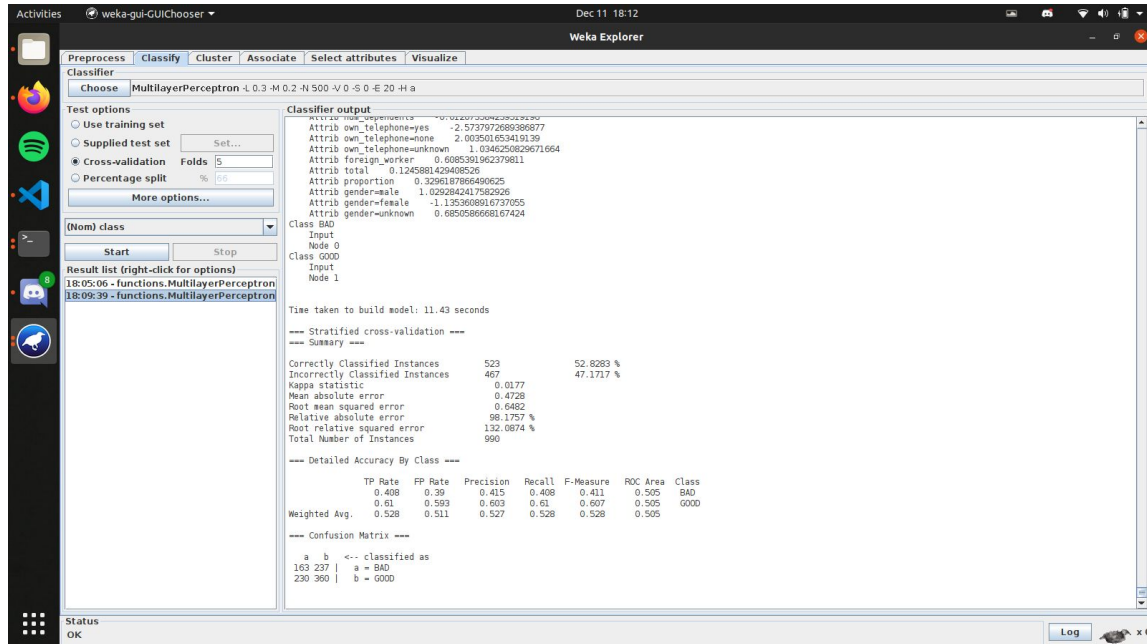 Activities weka-gui-GUIChooser Dec 11 18:12
Weka Explorer
Preprocess Classify Cluster Associate Select attributes Visualize
Classifier
Choose MultilayerPerceptron -L 0.3 -M 0.2 -N 500 -V 0 -S 0 -E 20 -H a
Test options
Use training set
Supplied test set Set...
Cross-validation Folds 5
Percentage split % 66
More options...
(Nom) class
Start Stop
Result list (right-click for options)
18:05:06 - functions.MultilayerPerceptron
18:09:39 - functions.MultilayerPerceptron
8
Classifier output
Attrib own_telephone=yes -2.5737972689386877
Attrib own_telephone=none 2.003501653419139
Attrib own_telephone=unknown 1.0346250829671664
Attrib foreign_worker 0.6085391962379811
Attrib total 0.1245881429408526
Attrib proportion 0.3296187866490625
Attrib gender=male 1.0292842417582926
Attrib gender=female -1.1353608916737055
Attrib gender=unknown 0.6850586668167424
Class BAD
Input
Node 0
Class GOOD
Input
Node 1
Time taken to build model: 11.43 seconds
=== Stratified cross-validation ===
=== Summary ===
Correctly Classified Instances 523 52.8283 %
Incorrectly Classified Instances 467 47.1717 %
Kappa statistic 0.0177
Mean absolute error 0.4728
Root mean squared error 0.6482
Relative absolute error 98.1757 %
Root relative squared error 132.0874 %
Total Number of Instances 990
=== Detailed Accuracy By Class ===
TP Rate FP Rate Precision Recall F-Measure ROC Area Class
0.408 0.39 0.415 0.408 0.411 0.505 BAD
0.61 0.593 0.603 0.61 0.607 0.505 GOOD
Weighted Avg. 0.528 0.511 0.527 0.528 0.528 0.505
=== Confusion Matrix ===
a b <-- classified as
163 237 | a = BAD
230 360 | b = GOOD
Status
OK
Log